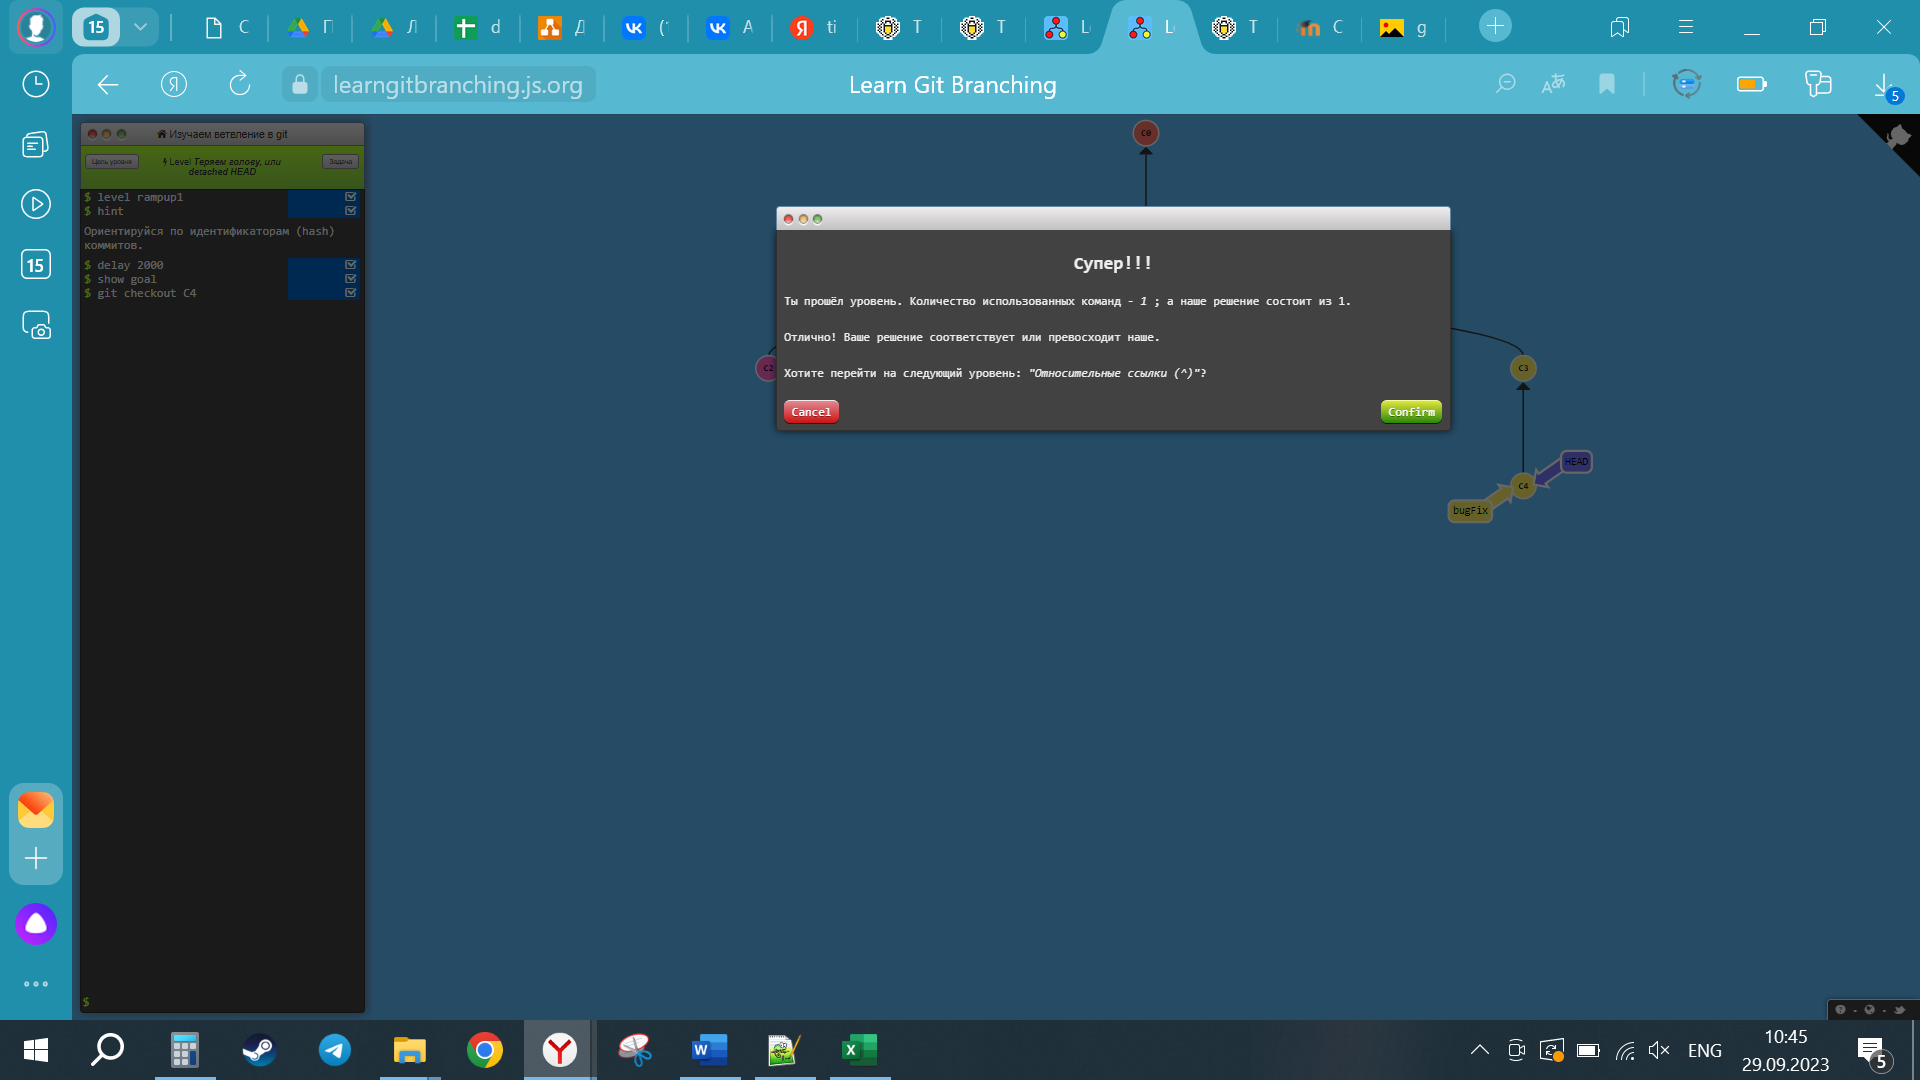 15
С
П
Л
d
Д
(
А
ti
Т
Т
L
L
Т
С
g
learngitbranching.js.org
Learn Git Branching
5
15
Изучаем ветвление в git
Цель уровня
Level Теряем голову, или
detached HEAD
Задача
$ level rampup1
$ hint
Ориентируйся по идентификаторам (hash)
коммитов.
$ delay 2000
$ show goal
$ git checkout C4
$
C0
Супер!!!
Ты прошёл уровень. Количество использованных команд - 1 ; а наше решение состоит из 1.
Отлично! Ваше решение соответствует или превосходит наше.
Хотите перейти на следующий уровень: "Относительные ссылки (^)"?
Cancel
Confirm
C2
C3
HEAD
C4
bugFix
ENG
10:45
29.09.2023
5